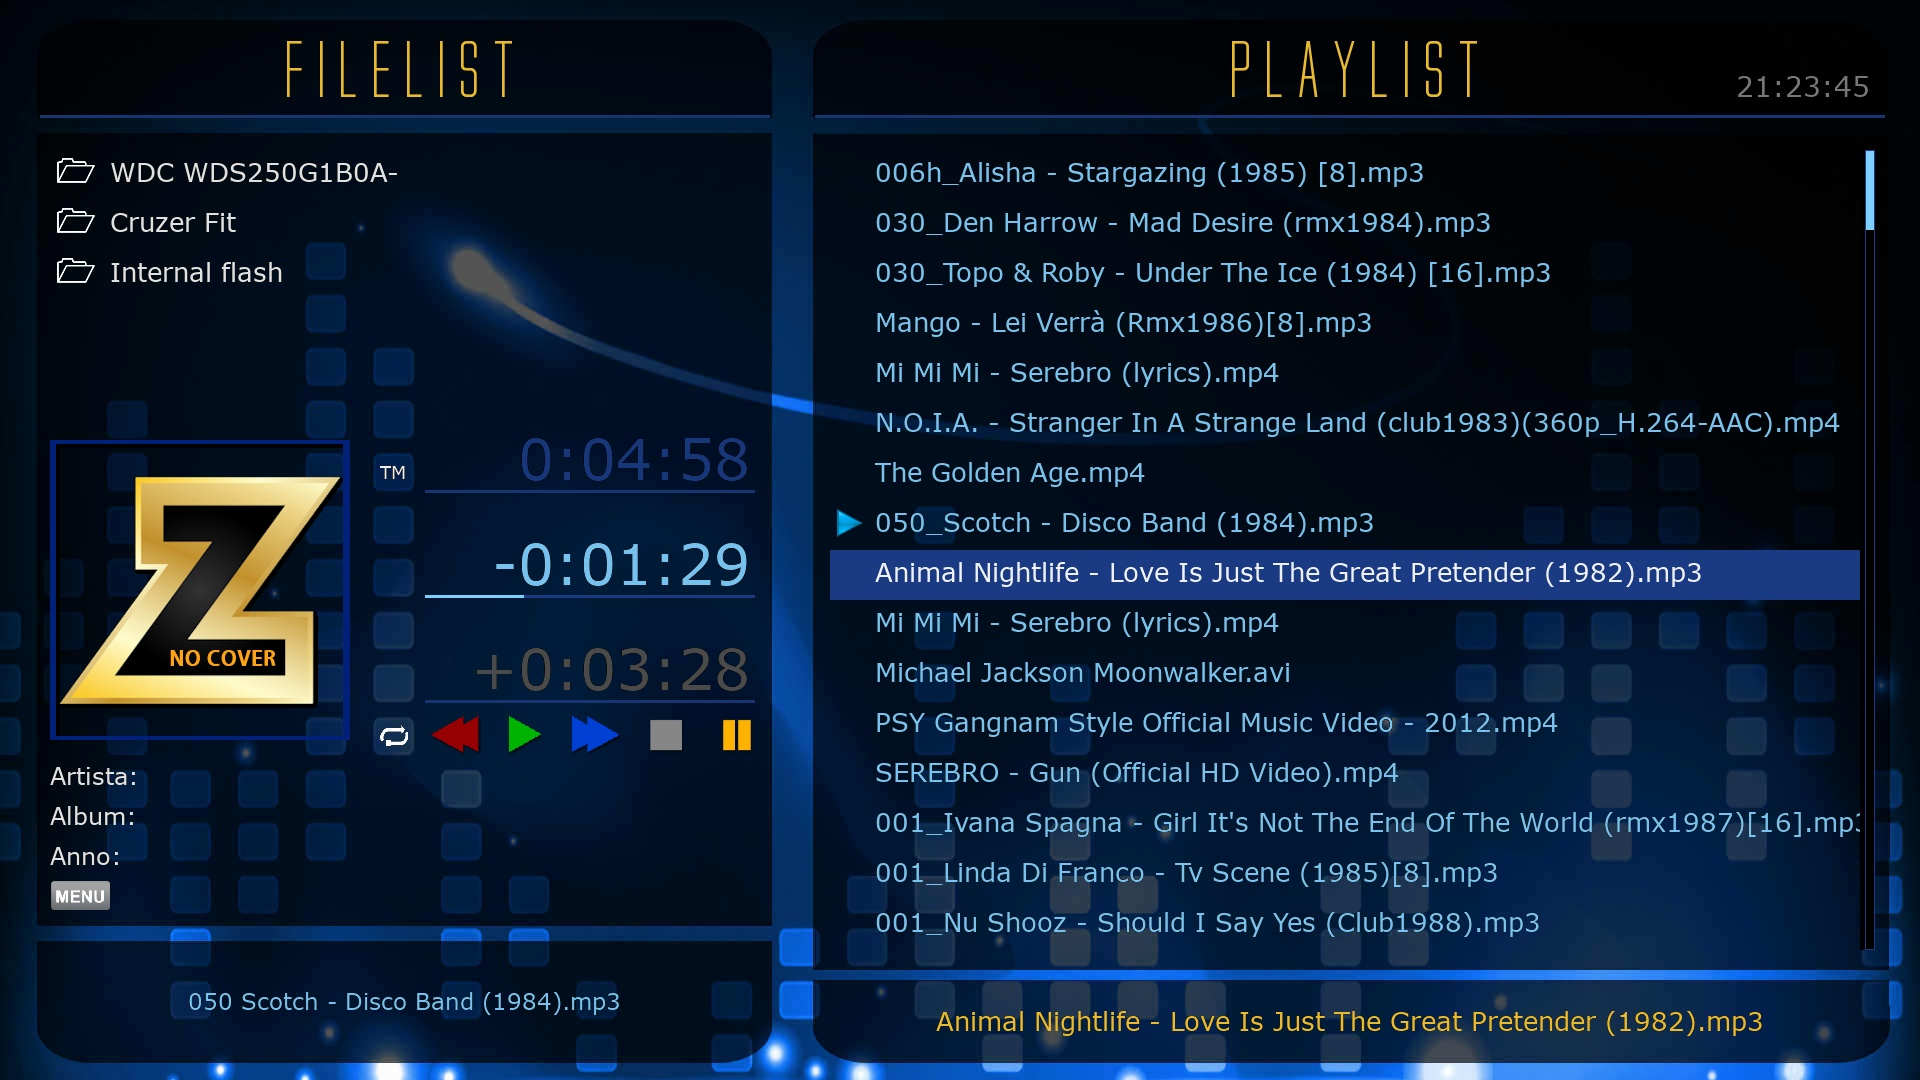 FILELIST
WDC WDS250G1B0A-
Cruzer Fit
Internal flash
TM
NO COVER
0:04:58
-0:01:29
+0:03:28
Artista:
Album:
Anno:
MENU
050 Scotch - Disco Band (1984).mp3
PLAYLIST
21:23:45
006h_Alisha - Stargazing (1985) [8].mp3
030_Den Harrow - Mad Desire (rmx1984).mp3
030_Topo & Roby - Under The Ice (1984) [16].mp3
Mango - Lei Verrà (Rmx1986)[8].mp3
Mi Mi Mi - Serebro (lyrics).mp4
N.O.I.A. - Stranger In A Strange Land (club1983)(360p_H.264-AAC).mp4
The Golden Age.mp4
050_Scotch - Disco Band (1984).mp3
Animal Nightlife - Love Is Just The Great Pretender (1982).mp3
Mi Mi Mi - Serebro (lyrics).mp4
Michael Jackson Moonwalker.avi
PSY Gangnam Style Official Music Video - 2012.mp4
SEREBRO - Gun (Official HD Video).mp4
001_Ivana Spagna - Girl It's Not The End Of The World (rmx1987)[16].mp3
001_Linda Di Franco - Tv Scene (1985)[8].mp3
001_Nu Shooz - Should I Say Yes (Club1988).mp3
Animal Nightlife - Love Is Just The Great Pretender (1982).mp3